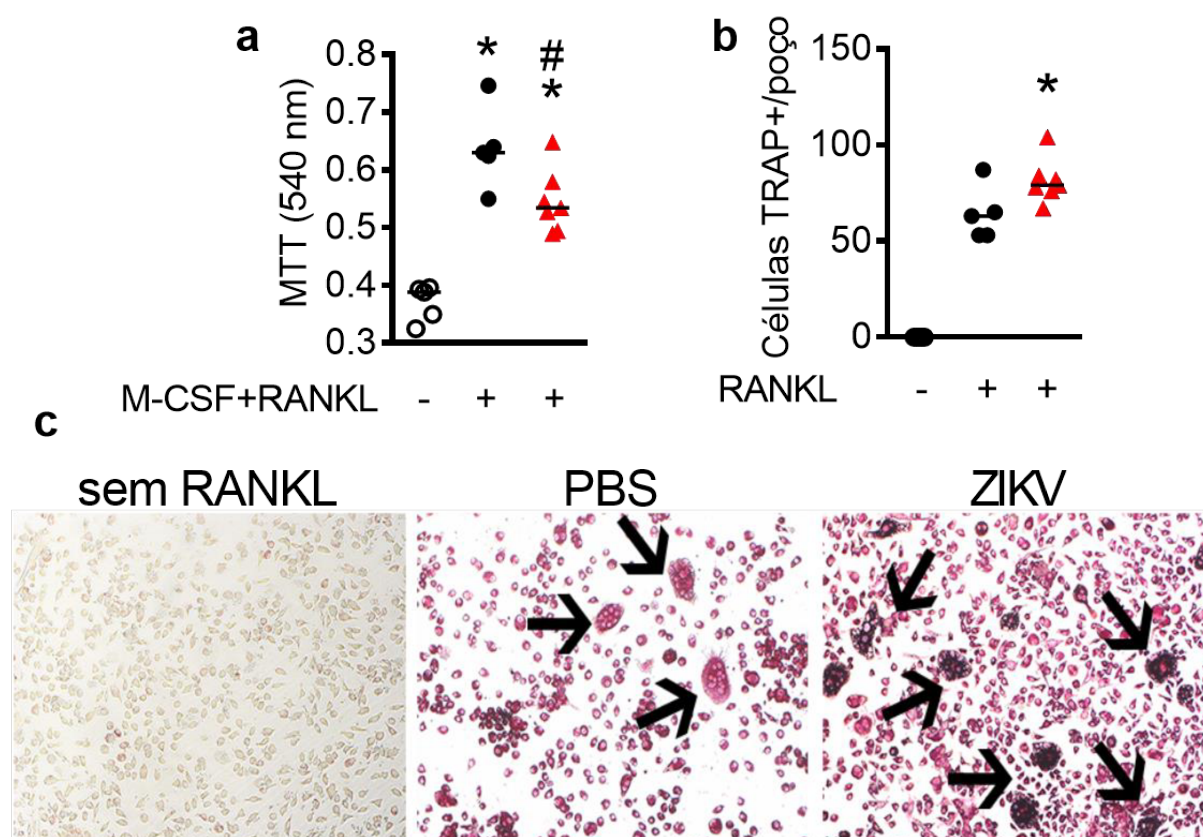 a
MTT (540 nm)
0.8
0.7
0.6
0.5
0.4
0.3
*
#
*
M-CSF+RANKL - + +
b
Células TRAP+/poço
150
100
50
0
*
RANKL - + +
c
sem RANKL
PBS
ZIKV